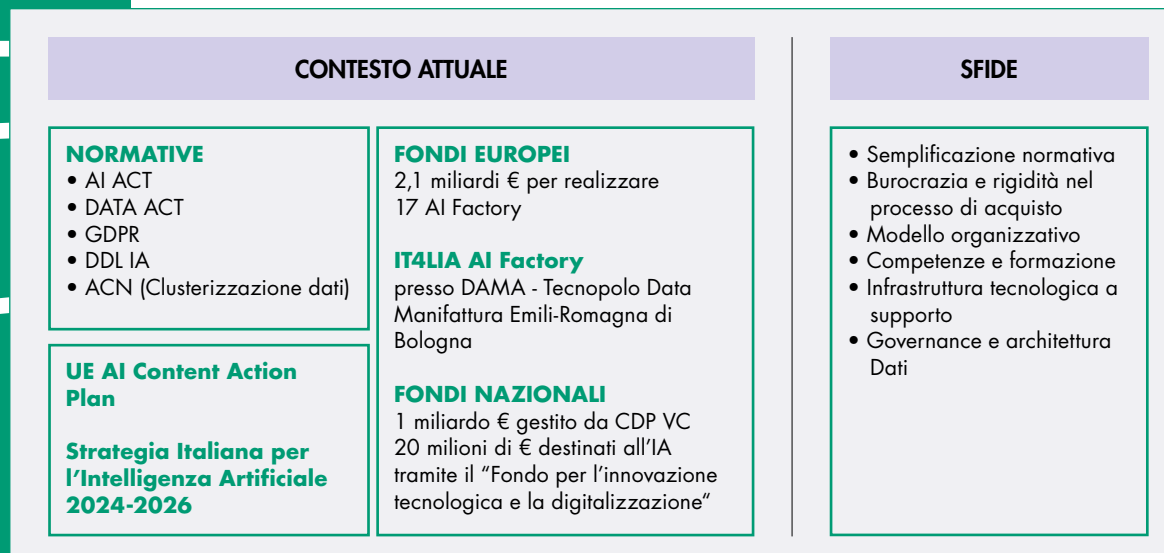 CONTESTO ATTUALE
NORMATIVE
• AI ACT
• DATA ACT
• GDPR
• DDL IA
• ACN (Clusterizzazione dati)
UE AI Content Action
Plan
Strategia Italiana per
l'Intelligenza Artificiale
2024-2026
FONDI EUROPEI
2,1 miliardi € per realizzare
17 AI Factory
IT4LIA AI Factory
presso DAMA - Tecnopolo Data
Manifattura Emili-Romagna di
Bologna
FONDI NAZIONALI
1 miliardo € gestito da CDP VC
20 milioni di € destinati all'IA
tramite il "Fondo per l'innovazione
tecnologica e la digitalizzazione"
SFIDE
• Semplificazione normativa
• Burocrazia e rigidità nel
processo di acquisto
• Modello organizzativo
• Competenze e formazione
• Infrastruttura tecnologica a
supporto
• Governance e architettura
Dati